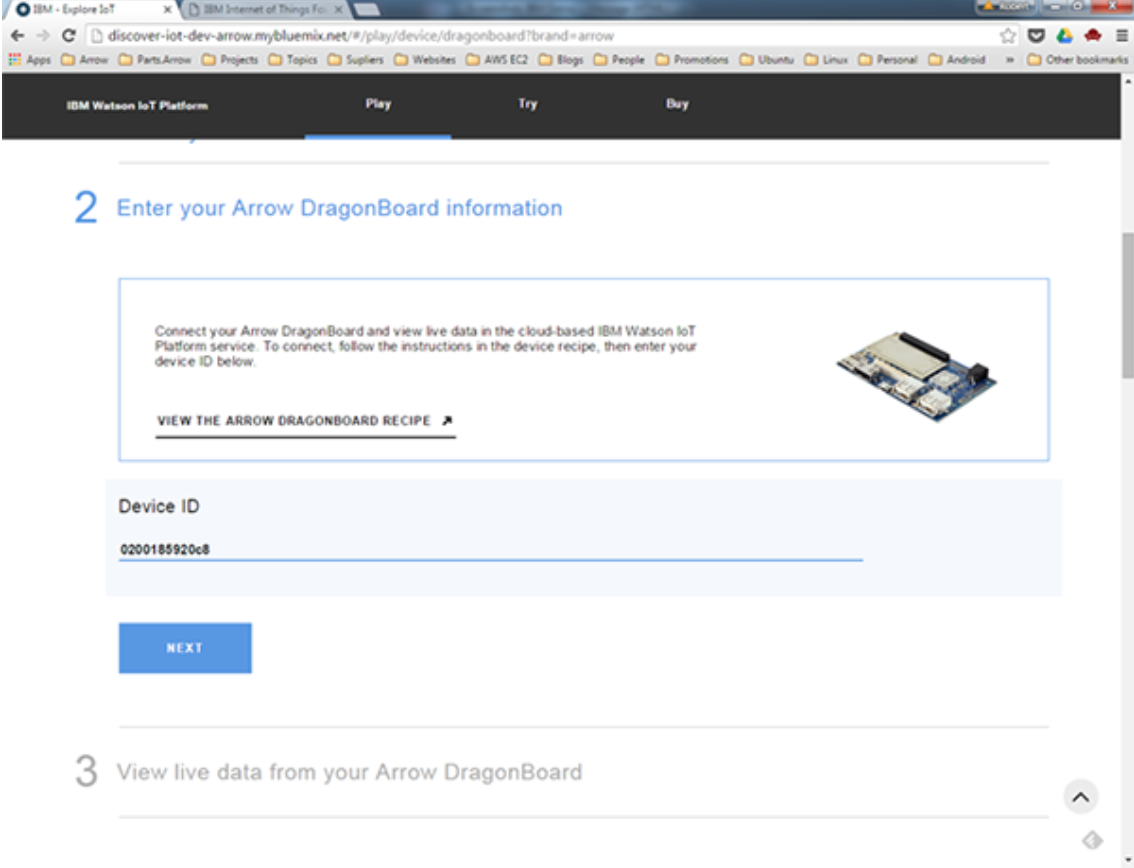 IBM - Explore IoT
IBM Internet of Things Fo
Robert
discover-iot-dev-arrow.mybluemix.net/#/play/device/dragonboard?brand=arrow
Apps Arrow Parts.Arrow Projects Topics Supliers Websites AWS EC2 Blogs People Promotions Ubuntu Linux Personal Android » Other bookmarks
IBM Watson IoT Platform Play Try Buy
2 Enter your Arrow DragonBoard information
Connect your Arrow DragonBoard and view live data in the cloud-based IBM Watson IoT
Platform service. To connect, follow the instructions in the device recipe, then enter your
device ID below.
VIEW THE ARROW DRAGONBOARD RECIPE
Device ID
0200185920c8
NEXT
3 View live data from your Arrow DragonBoard